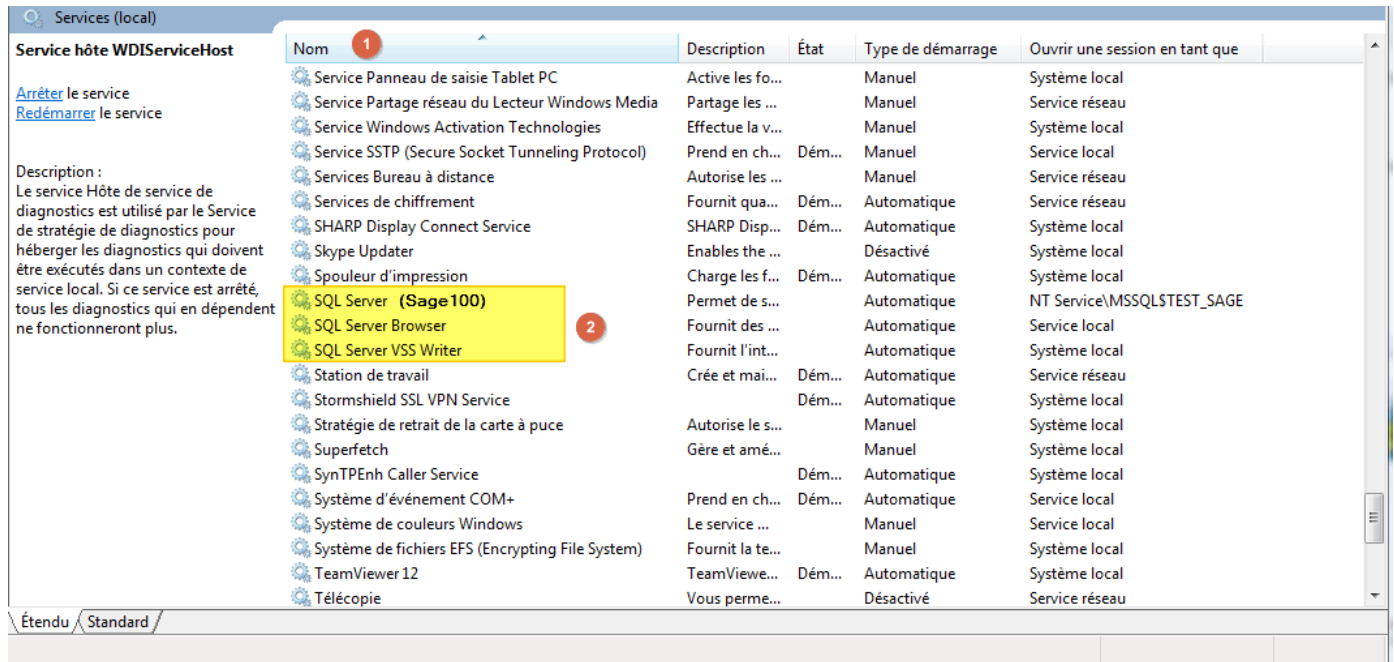 Services (local)
Service hôte WDIServiceHost
Arrêter le service
Redémarrer le service
Description :
Le service Hôte de service de
diagnostics est utilisé par le Service
de stratégie de diagnostics pour
héberger les diagnostics qui doivent
être exécutés dans un contexte de
service local. Si ce service est arrêté,
tous les diagnostics qui en dépendent
ne fonctionneront plus.
Nom 1 Description État Type de démarrage Ouvrir une session en tant que
Service Panneau de saisie Tablet PC Active les fo... Manuel Système local
Service Partage réseau du Lecteur Windows Media Partage les ... Manuel Service réseau
Service Windows Activation Technologies Effectue la v... Manuel Système local
Service SSTP (Secure Socket Tunneling Protocol) Prend en ch... Dém... Manuel Service local
Services Bureau à distance Autorise les ... Manuel Service réseau
Services de chiffrement Fournit qua... Dém... Automatique Service réseau
SHARP Display Connect Service SHARP Disp... Dém... Automatique Système local
Skype Updater Enables the ... Désactivé Système local
Spouleur d'impression Charge les f... Dém... Automatique Système local
SQL Server (Sage100) Permet de s... Automatique NT Service\MSSQL$TEST_SAGE
SQL Server Browser 2 Fournit des ... Automatique Service local
SQL Server VSS Writer Fournit l'int... Automatique Système local
Station de travail Crée et mai... Dém... Automatique Service réseau
Stormshield SSL VPN Service Dém... Automatique Système local
Stratégie de retrait de la carte à puce Autorise le s... Manuel Système local
Superfetch Gère et amé... Manuel Système local
SynTPEnh Caller Service Dém... Automatique Système local
Système d'événement COM+ Prend en ch... Dém... Automatique Service local
Système de couleurs Windows Le service ... Manuel Service local
Système de fichiers EFS (Encrypting File System) Fournit la te... Manuel Système local
TeamViewer 12 TeamViewe... Dém... Automatique Système local
Télécopie Vous perme... Désactivé Service réseau
Étendu Standard